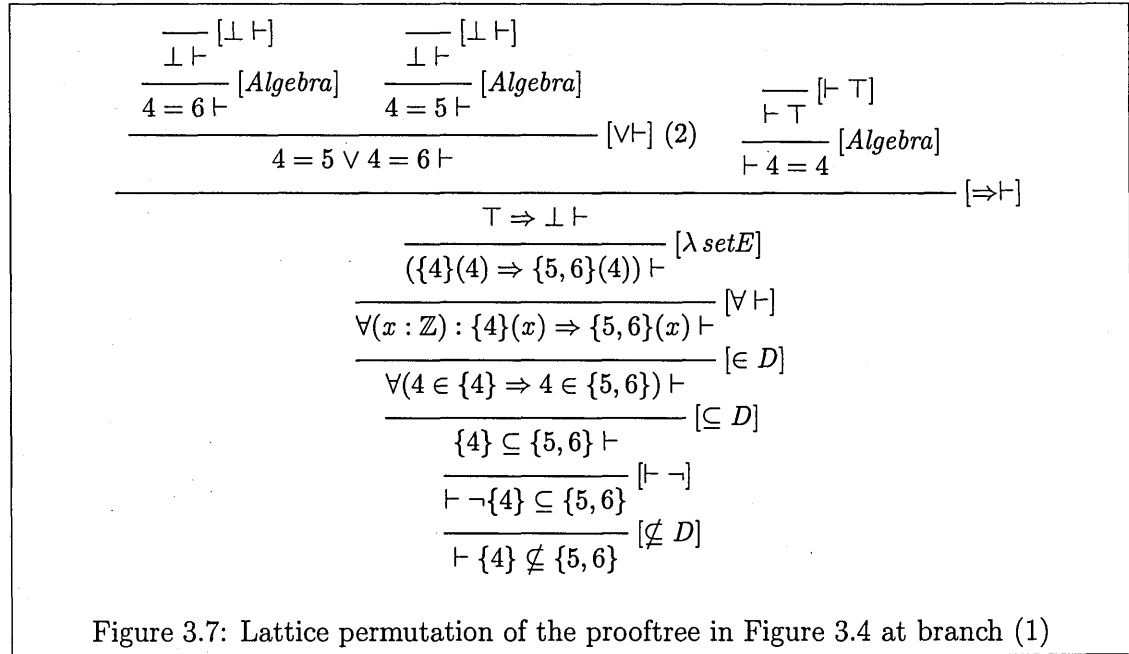 [⊥ ⊢] [⊥ ⊢]
⊥ ⊢ ⊥ ⊢
[Algebra] [Algebra] [⊢ ⊤]
4 = 6 ⊢ 4 = 5 ⊢ ⊢ ⊤
[∨⊢] (2) [Algebra]
4 = 5 ∨ 4 = 6 ⊢ ⊢ 4 = 4
[⇒⊢]
⊤ ⇒ ⊥ ⊢
[λ setE]
({4}(4) ⇒ {5, 6}(4)) ⊢
[∀ ⊢]
∀(x : ℤ) : {4}(x) ⇒ {5, 6}(x) ⊢
[∈ D]
∀(4 ∈ {4} ⇒ 4 ∈ {5, 6}) ⊢
[⊆ D]
{4} ⊆ {5, 6} ⊢
[⊢ ¬]
⊢ ¬{4} ⊆ {5, 6}
[⊈ D]
⊢ {4} ⊈ {5, 6}
Figure 3.7: Lattice permutation of the prooftree in Figure 3.4 at branch (1)